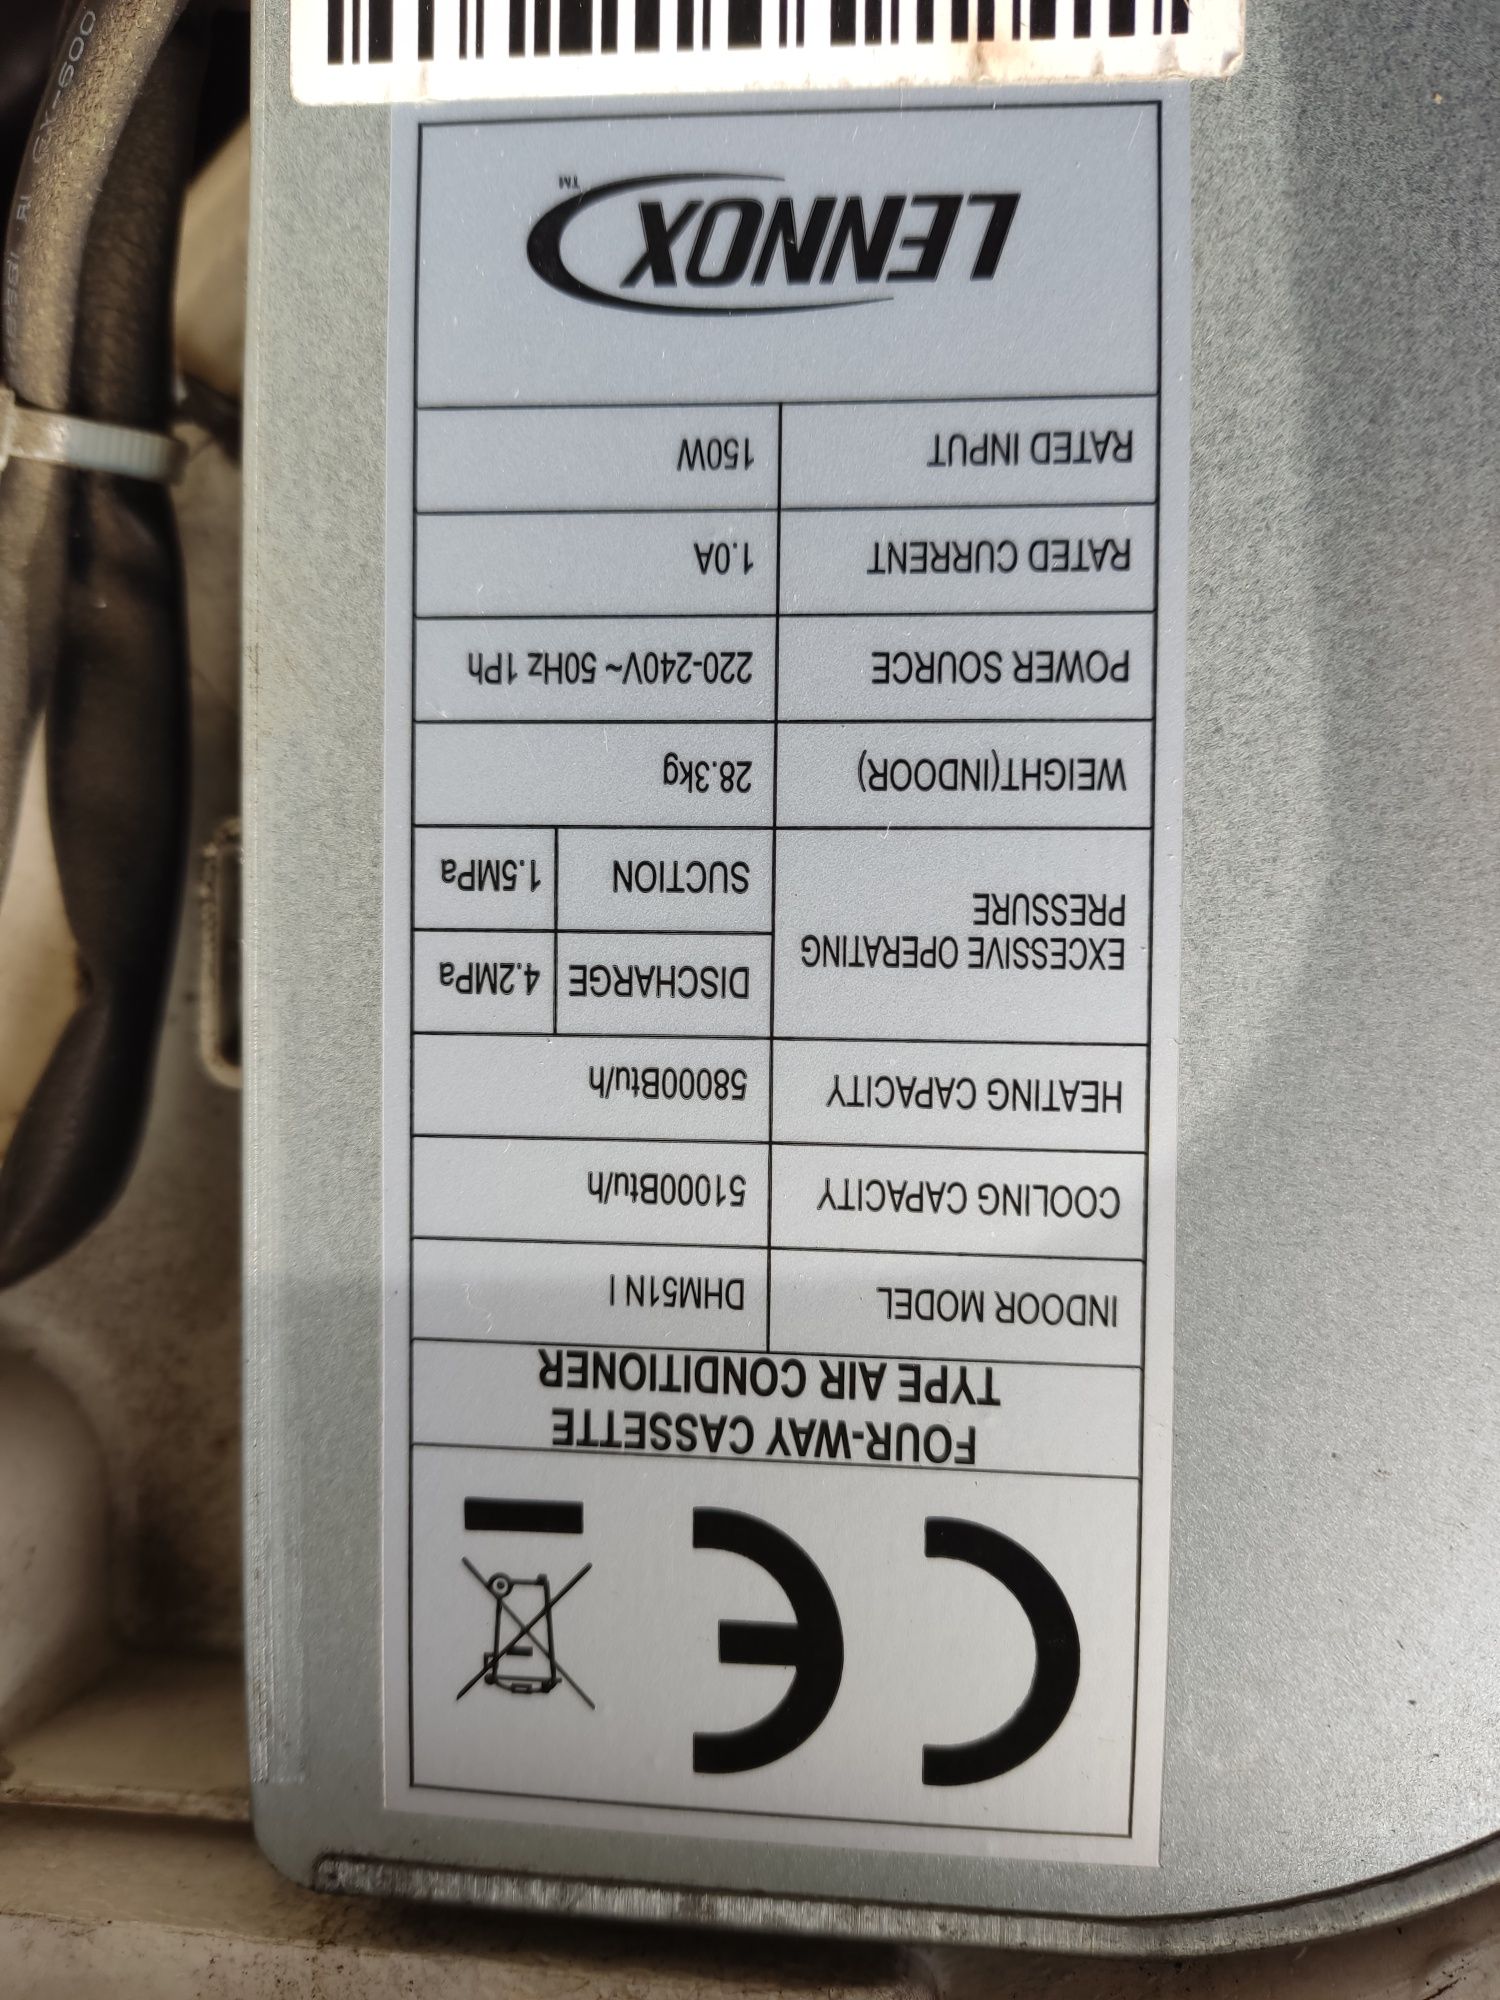 FOUR-WAY CASSETTE
TYPE AIR CONDITIONER
INDOOR MODEL DHM51N I
COOLING CAPACITY 51000Btu/h
HEATING CAPACITY 58000Btu/h
EXCESSIVE OPERATING
PRESSURE
DISCHARGE 4.2MPa
SUCTION 1.5MPa
WEIGHT(INDOOR) 28.3kg
POWER SOURCE 220-240V~ 50Hz 1Ph
RATED CURRENT 1.0A
RATED INPUT 150W
LENNOX™